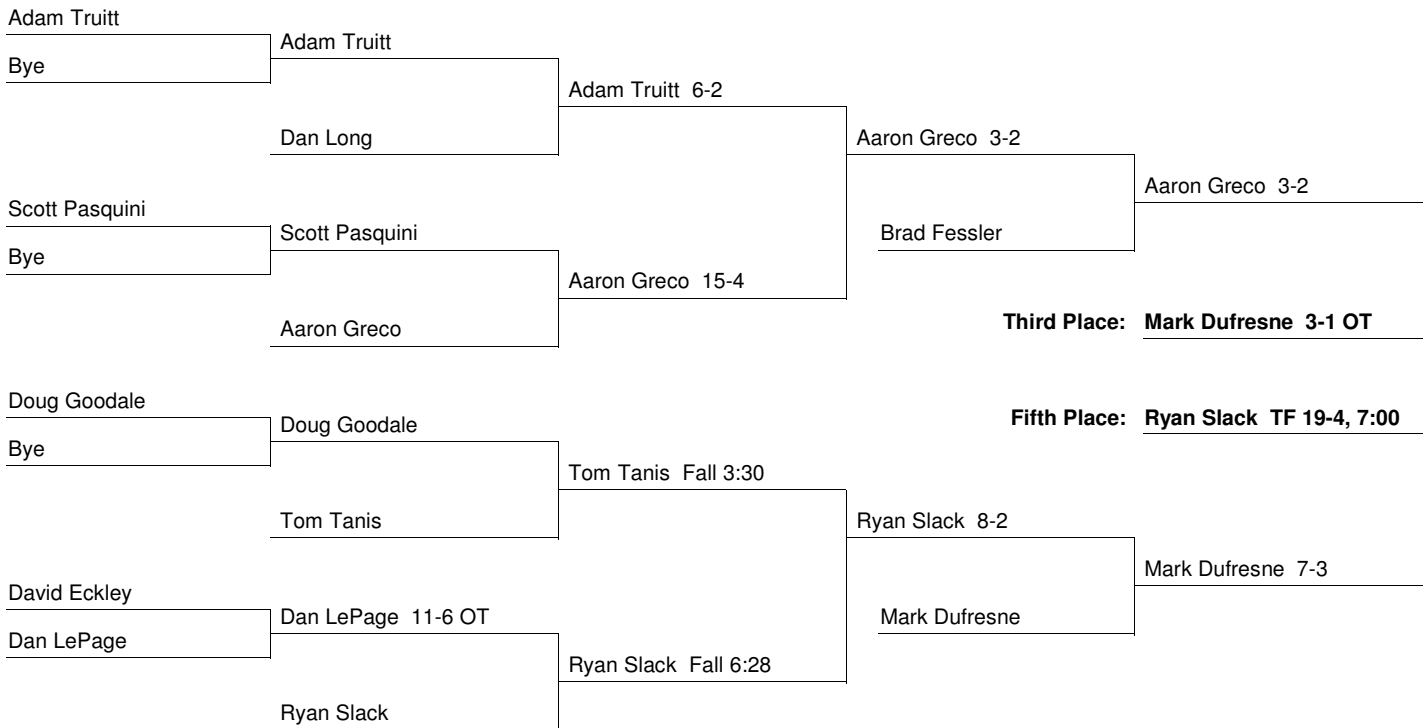 Adam Truitt
Adam Truitt
Bye
Adam Truitt  6-2
Dan Long
Aaron Greco  3-2
Aaron Greco  3-2
Scott Pasquini
Scott Pasquini
Brad Fessler
Bye
Aaron Greco  15-4
Aaron Greco
Third Place: Mark Dufresne  3-1 OT
Doug Goodale
Doug Goodale
Fifth Place: Ryan Slack  TF 19-4, 7:00
Bye
Tom Tanis  Fall 3:30
Tom Tanis
Ryan Slack  8-2
Mark Dufresne  7-3
David Eckley
Dan LePage  11-6 OT
Mark Dufresne
Dan LePage
Ryan Slack  Fall 6:28
Ryan Slack